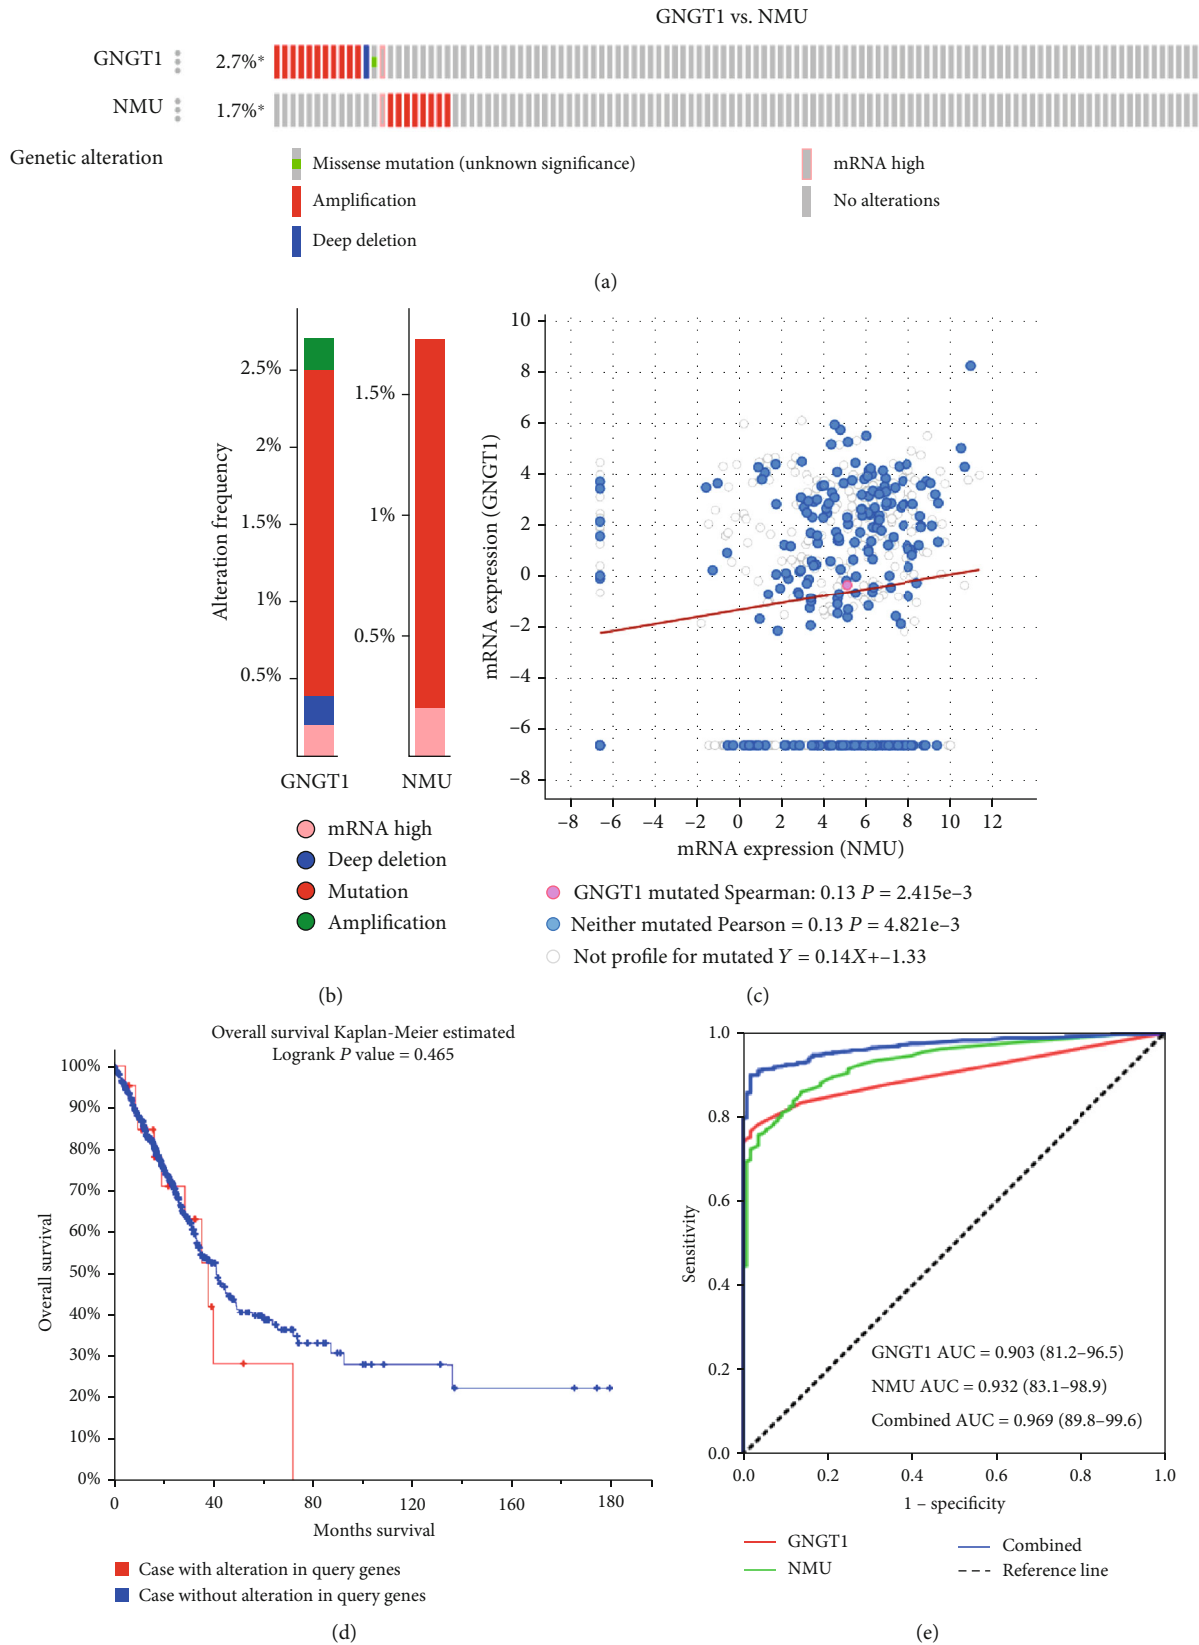 GNGT1 vs. NMU
GNGT1 2.7%*
NMU 1.7%*
Genetic alteration
Missense mutation (unknown significance)
mRNA high
Amplification
No alterations
Deep deletion
(a)
Alteration frequency
2.5%
2%
1.5%
1%
0.5%
1.5%
1%
0.5%
GNGT1
NMU
mRNA high
Deep deletion
Mutation
Amplification
(b)
mRNA expression (GNGT1)
10
8
6
4
2
0
–2
–4
–6
–8
–8 –6 –4 –2 0 2 4 6 8 10 12
mRNA expression (NMU)
GNGT1 mutated Spearman: 0.13 P = 2.415e–3
Neither mutated Pearson = 0.13 P = 4.821e–3
Not profile for mutated Y = 0.14X+–1.33
(c)
Overall survival Kaplan-Meier estimated
Logrank P value = 0.465
Overall survival
100%
90%
80%
70%
60%
50%
40%
30%
20%
10%
0%
0 40 80 120 160 180
Months survival
Case with alteration in query genes
Case without alteration in query genes
(d)
Sensitivity
1.0
0.8
0.6
0.4
0.2
0.0
GNGT1 AUC = 0.903 (81.2–96.5)
NMU AUC = 0.932 (83.1–98.9)
Combined AUC = 0.969 (89.8–99.6)
0.0 0.2 0.4 0.6 0.8 1.0
1 – specificity
GNGT1
NMU
Combined
Reference line
(e)